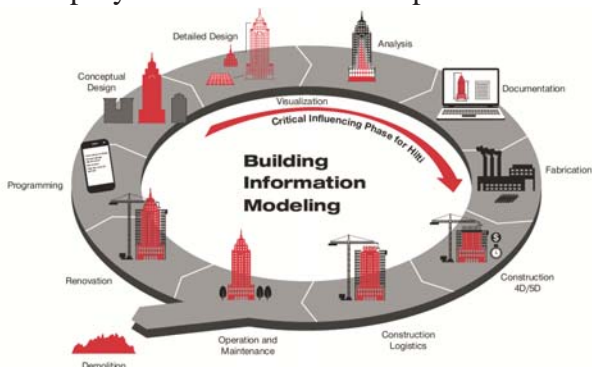 Detailed Design
Analysis
Conceptual
Design
Documentation
Visualization
Critical Influencing Phase for Hilti
Building
Information
Modeling
Programming
Fabrication
Renovation
Construction
4D/5D
Operation and
Maintenance
Construction
Logistics
Demolition